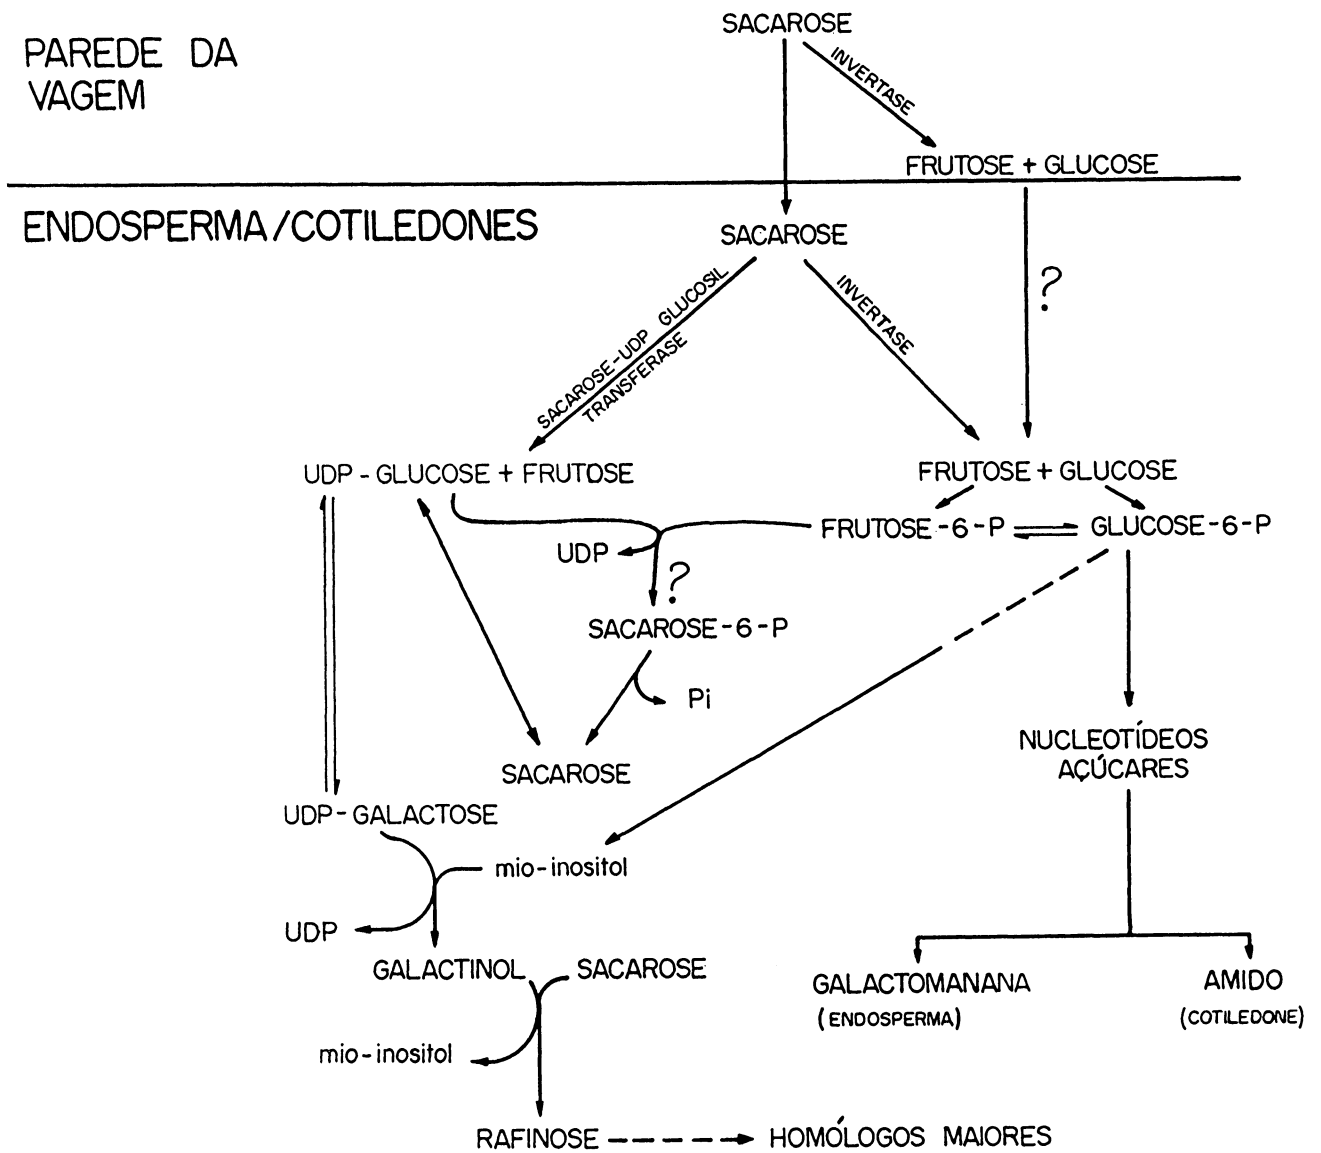 SACAROSE
PAREDE DA
VAGEM
INVERTASE
FRUTOSE + GLUCOSE
ENDOSPERMA/COTILEDONES
SACAROSE
?
SACAROSE-UDP GLUCOSIL
TRANSFERASE
INVERTASE
UDP-GLUCOSE + FRUTOSE
FRUTOSE + GLUCOSE
FRUTOSE-6-P
GLUCOSE-6-P
UDP
?
SACAROSE-6-P
Pi
NUCLEOTÍDEOS
AÇÚCARES
SACAROSE
UDP-GALACTOSE
mio-inositol
UDP
GALACTINOL
SACAROSE
GALACTOMANANA
(ENDOSPERMA)
AMIDO
(COTILEDONE)
mio-inositol
RAFINOSE
HOMÓLOGOS MAIORES